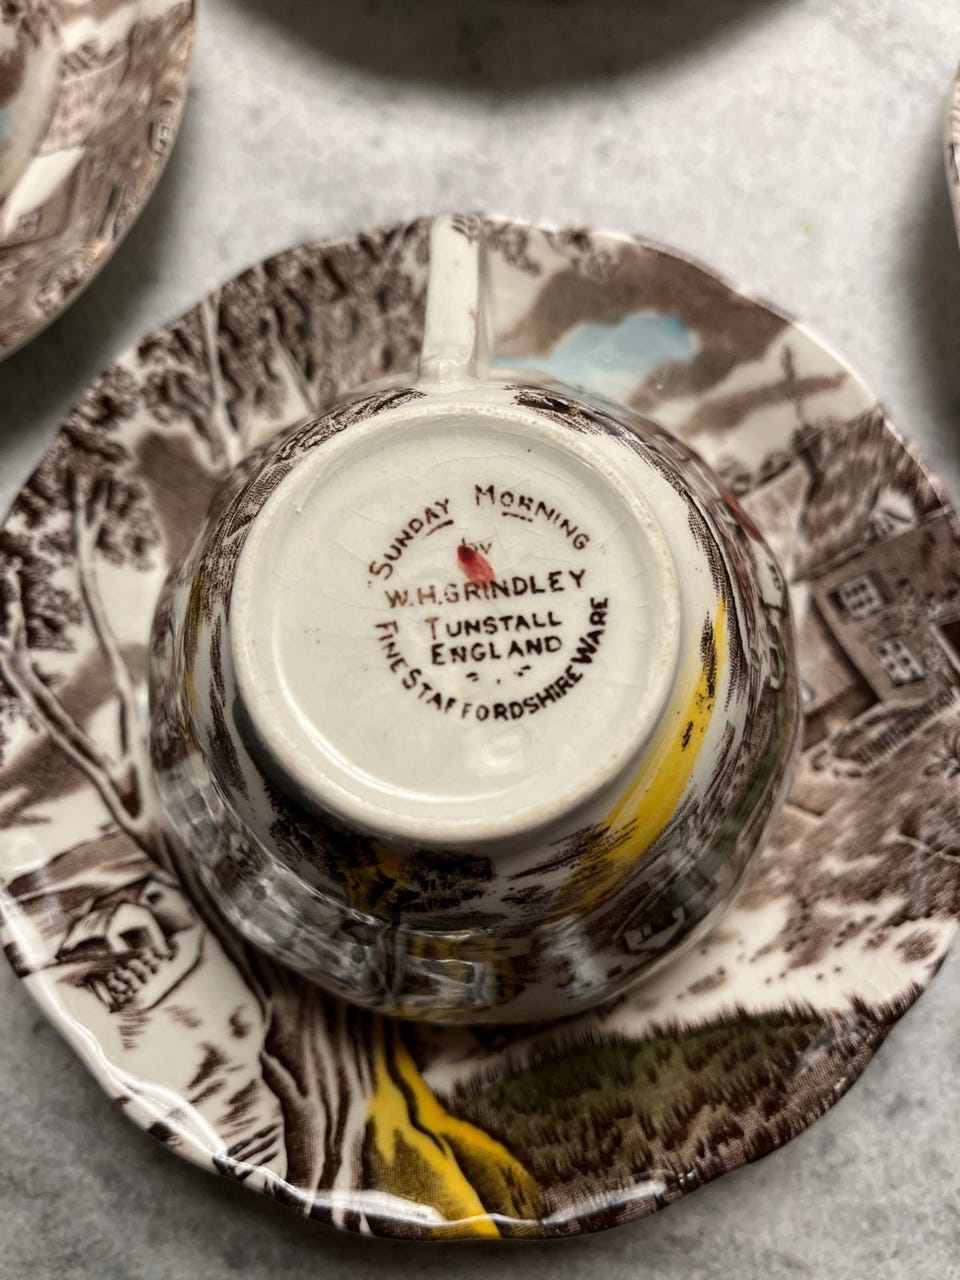 SUNDAY MORNING
by
W.H.GRINDLEY
TUNSTALL
ENGLAND
FINE STAFFORDSHIRE WARE